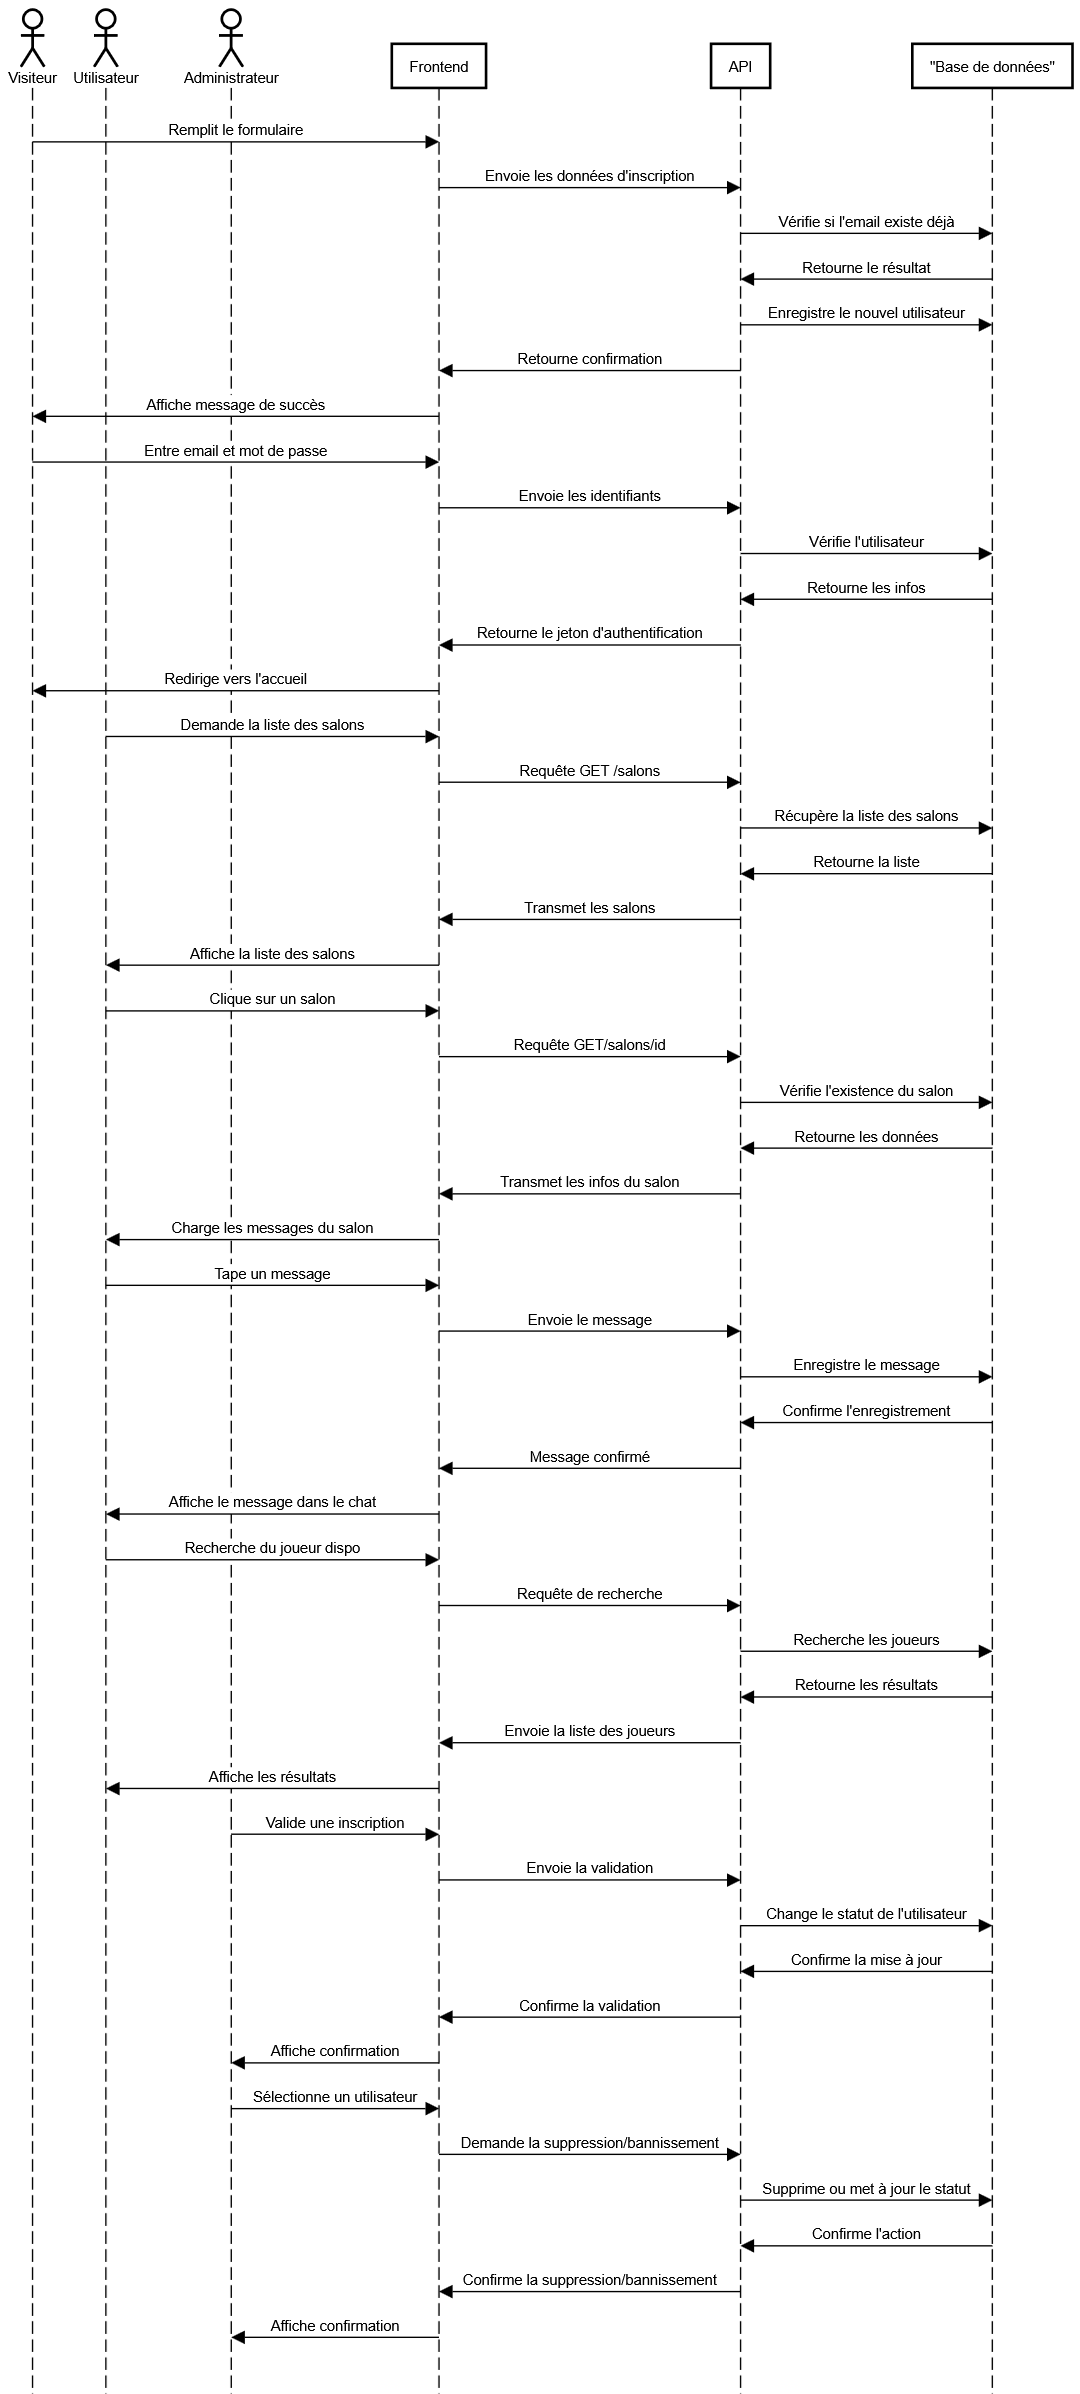 Visiteur
Utilisateur
Administrateur
Frontend
API
"Base de données"
Remplit le formulaire
Envoie les données d'inscription
Vérifie si l'email existe déjà
Retourne le résultat
Enregistre le nouvel utilisateur
Retourne confirmation
Affiche message de succès
Entre email et mot de passe
Envoie les identifiants
Vérifie l'utilisateur
Retourne les infos
Retourne le jeton d'authentification
Redirige vers l'accueil
Demande la liste des salons
Requête GET /salons
Récupère la liste des salons
Retourne la liste
Transmet les salons
Affiche la liste des salons
Clique sur un salon
Requête GET/salons/id
Vérifie l'existence du salon
Retourne les données
Transmet les infos du salon
Charge les messages du salon
Tape un message
Envoie le message
Enregistre le message
Confirme l'enregistrement
Message confirmé
Affiche le message dans le chat
Recherche du joueur dispo
Requête de recherche
Recherche les joueurs
Retourne les résultats
Envoie la liste des joueurs
Affiche les résultats
Valide une inscription
Envoie la validation
Change le statut de l'utilisateur
Confirme la mise à jour
Confirme la validation
Affiche confirmation
Sélectionne un utilisateur
Demande la suppression/bannissement
Supprime ou met à jour le statut
Confirme l'action
Confirme la suppression/bannissement
Affiche confirmation